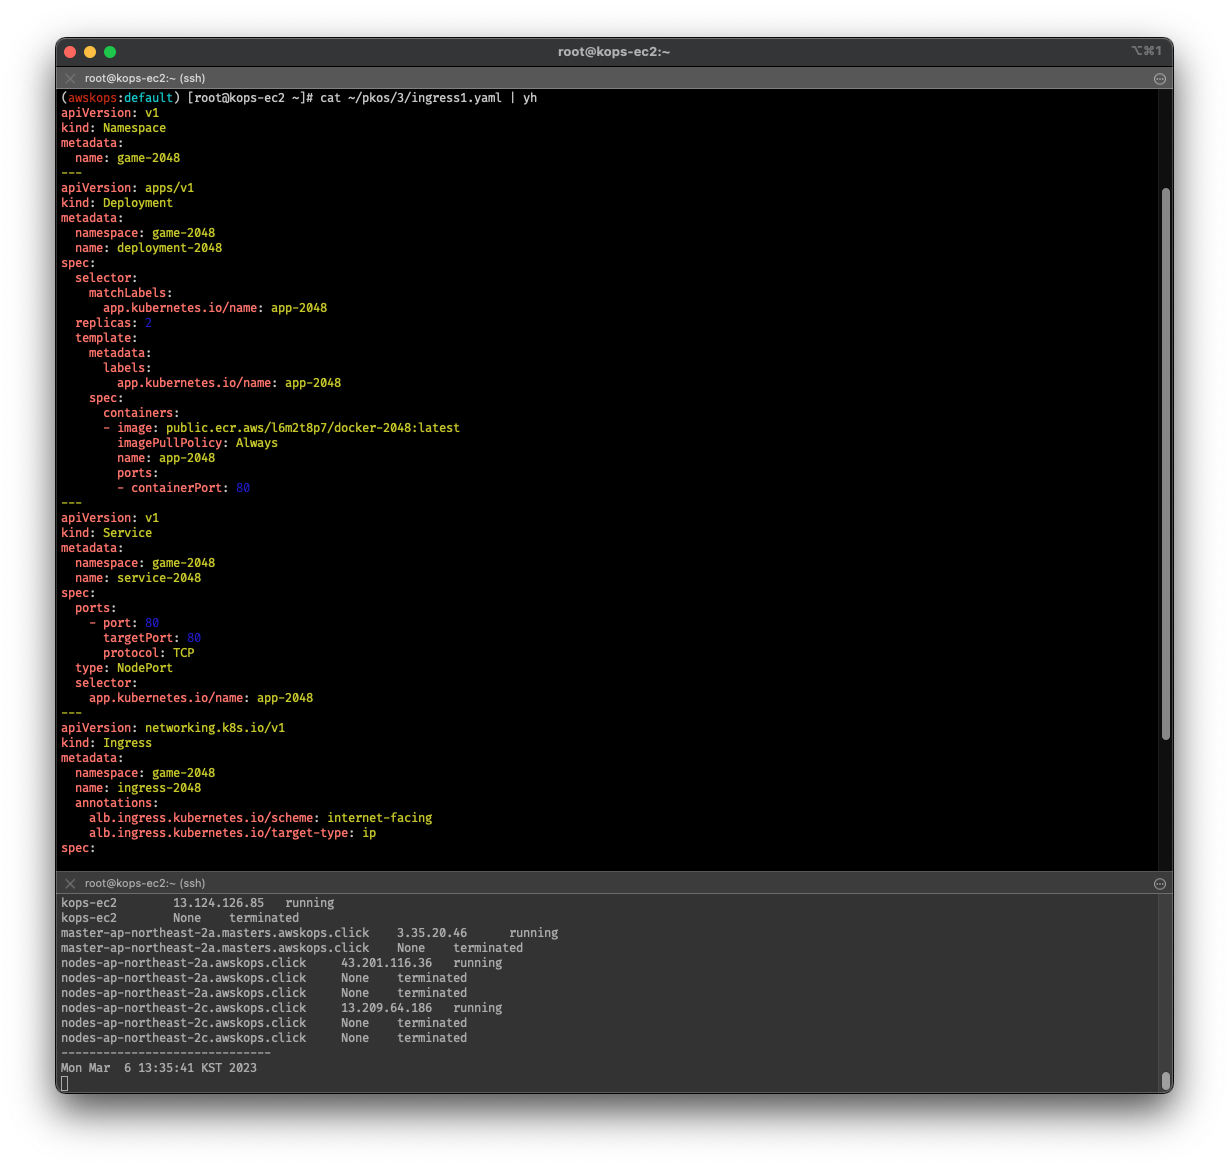 root@kops-ec2:~
⌥⌘1
root@kops-ec2:~ (ssh)
(awskops:default) [root@kops-ec2 ~]# cat ~/pkos/3/ingress1.yaml | yh
apiVersion: v1
kind: Namespace
metadata:
  name: game-2048
---
apiVersion: apps/v1
kind: Deployment
metadata:
  namespace: game-2048
  name: deployment-2048
spec:
  selector:
    matchLabels:
      app.kubernetes.io/name: app-2048
  replicas: 2
  template:
    metadata:
      labels:
        app.kubernetes.io/name: app-2048
    spec:
      containers:
      - image: public.ecr.aws/l6m2t8p7/docker-2048:latest
        imagePullPolicy: Always
        name: app-2048
        ports:
        - containerPort: 80
---
apiVersion: v1
kind: Service
metadata:
  namespace: game-2048
  name: service-2048
spec:
  ports:
    - port: 80
      targetPort: 80
      protocol: TCP
  type: NodePort
  selector:
    app.kubernetes.io/name: app-2048
---
apiVersion: networking.k8s.io/v1
kind: Ingress
metadata:
  namespace: game-2048
  name: ingress-2048
  annotations:
    alb.ingress.kubernetes.io/scheme: internet-facing
    alb.ingress.kubernetes.io/target-type: ip
spec:
root@kops-ec2:~ (ssh)
kops-ec2        13.124.126.85   running
kops-ec2        None    terminated
master-ap-northeast-2a.masters.awskops.click    3.35.20.46      running
master-ap-northeast-2a.masters.awskops.click    None    terminated
nodes-ap-northeast-2a.awskops.click     43.201.116.36   running
nodes-ap-northeast-2a.awskops.click     None    terminated
nodes-ap-northeast-2a.awskops.click     None    terminated
nodes-ap-northeast-2c.awskops.click     13.209.64.186   running
nodes-ap-northeast-2c.awskops.click     None    terminated
nodes-ap-northeast-2c.awskops.click     None    terminated
------------------------------
Mon Mar  6 13:35:41 KST 2023